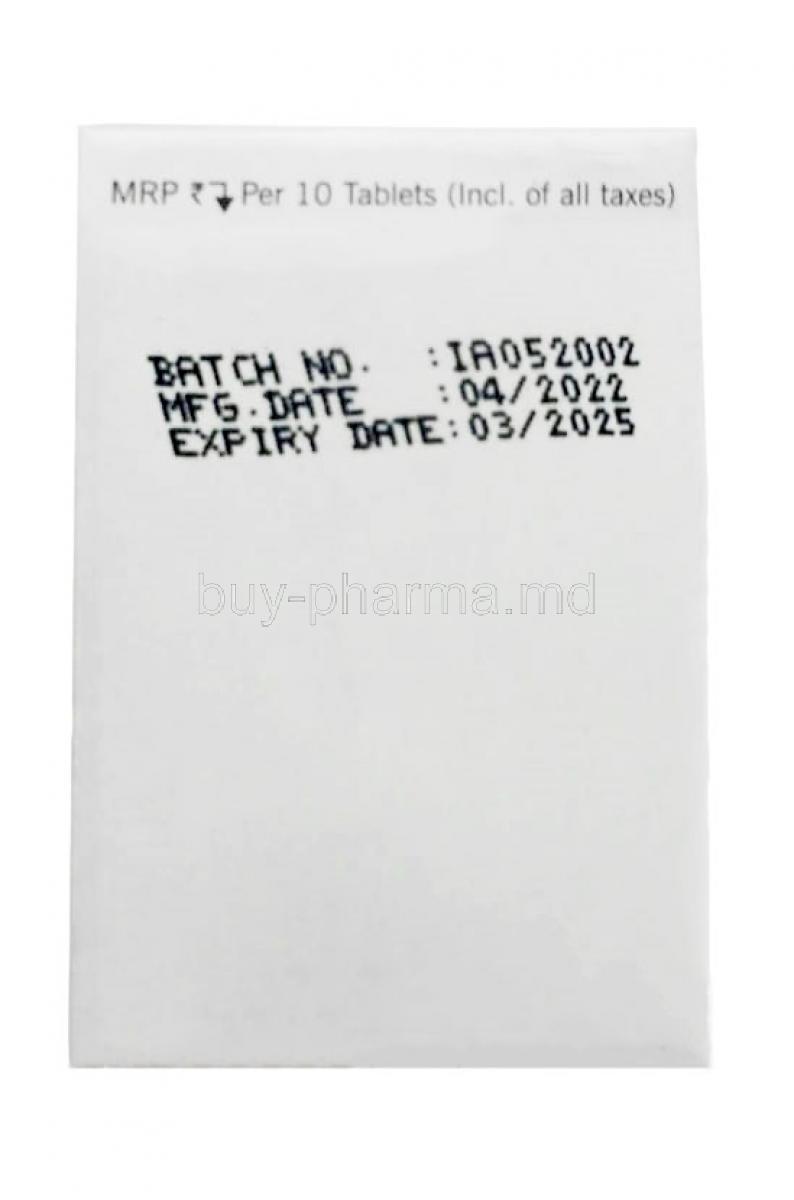 MRP ₹ Per 10 Tablets (Incl. of all taxes)
BATCH NO. :IA052002
MFG.DATE :04/2022
EXPIRY DATE:03/2025
buy-pharma.md